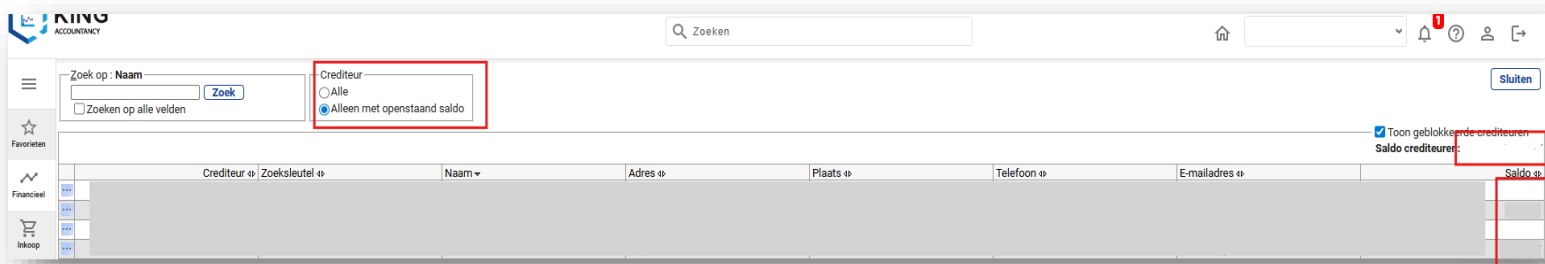 KING
ACCOUNTANCY
Zoeken
1
Zoek op : Naam
Zoek
Zoeken op alle velden
Crediteur
Alle
Alleen met openstaand saldo
Sluiten
Favorieten
Toon geblokkeerde crediteuren
Saldo crediteuren:
Crediteur Zoeksleutel Naam Adres Plaats Telefoon E-mailadres Saldo
Financieel
Inkoop